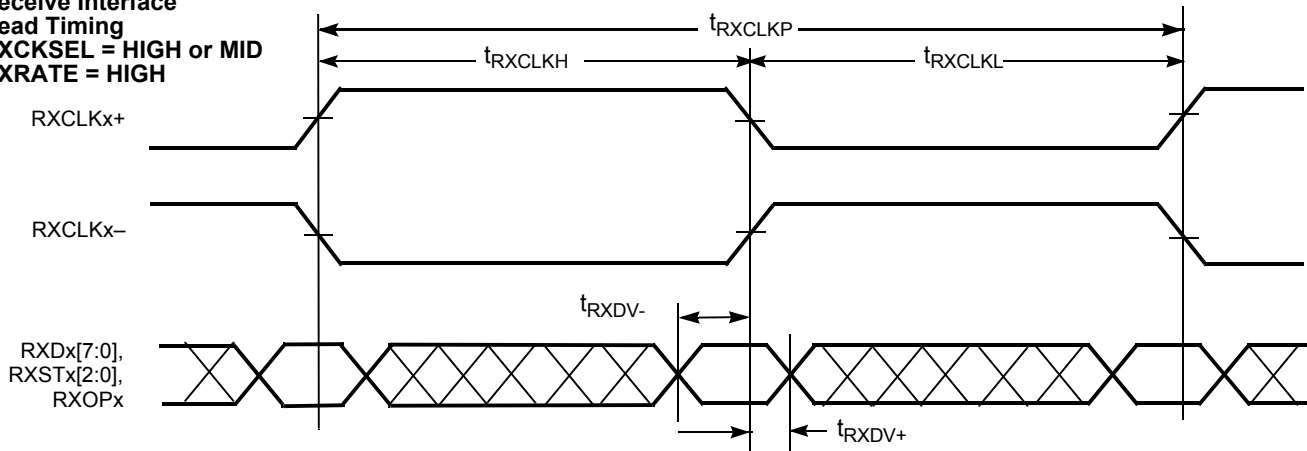 eceive Interface
ead Timing
XCKSEL = HIGH or MID
XRATE = HIGH
tRXCLKP
tRXCLKH
tRXCLKL
RXCLKx+
RXCLKx–
tRXDV-
RXDx[7:0],
RXSTx[2:0],
RXOPx
tRXDV+